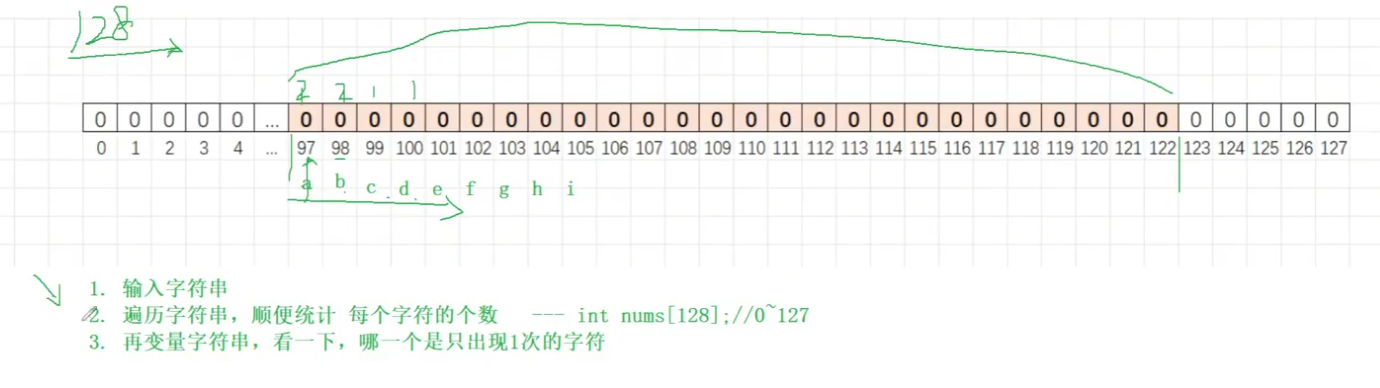 128
2 2 1 1
0 0 0 0 0 ... 0 0 0 0 0 0 0 0 0 0 0 0 0 0 0 0 0 0 0 0 0 0 0 0 0 0 0 0 0 0 0
0 1 2 3 4 ... 97 98 99 100 101 102 103 104 105 106 107 108 109 110 111 112 113 114 115 116 117 118 119 120 121 122 123 124 125 126 127
a b c d e f g h i
1. 输入字符串
2. 遍历字符串，顺便统计 每个字符的个数 --- int nums[128];//0~127
3. 再变量字符串，看一下，哪一个是只出现1次的字符